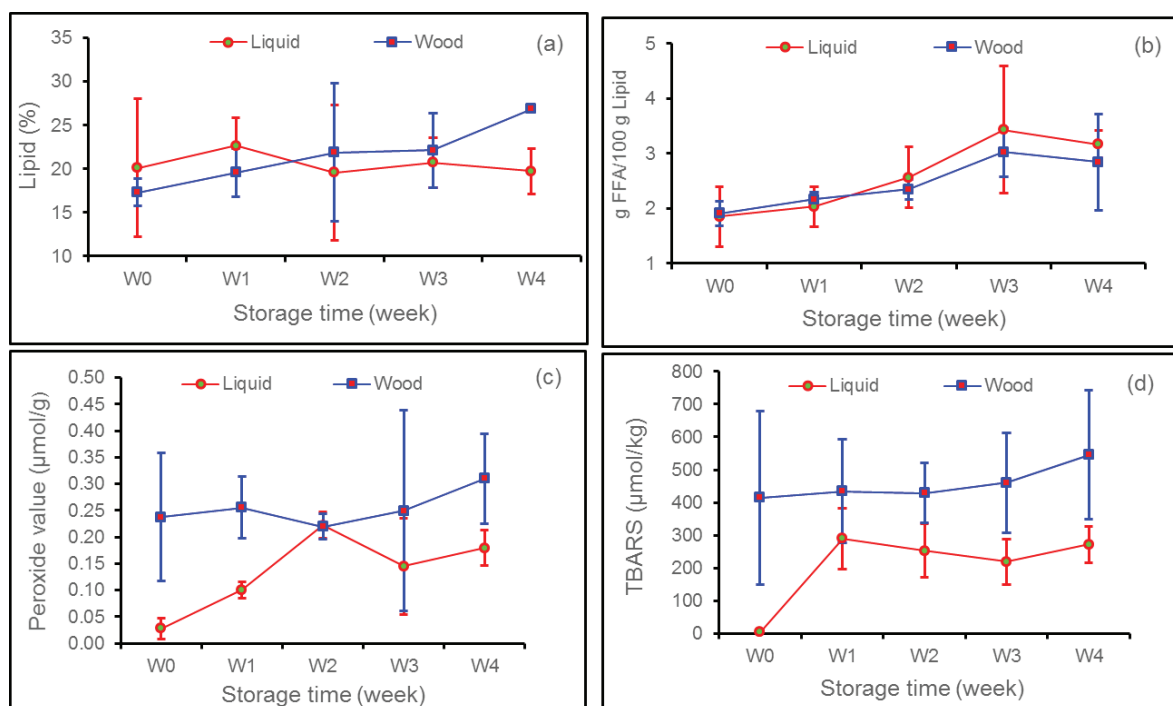 Liquid Wood (a)
Lipid (%)
35
30
25
20
15
10
W0 W1 W2 W3 W4
Storage time (week)
Liquid Wood (b)
g FFA/100 g Lipid
5
4
3
2
1
W0 W1 W2 W3 W4
Storage time (week)
Liquid Wood (c)
Peroxide value (µmol/g)
0.50
0.45
0.40
0.35
0.30
0.25
0.20
0.15
0.10
0.05
0.00
W0 W1 W2 W3 W4
Storage time (week)
Liquid Wood (d)
TBARS (µmol/kg)
800
700
600
500
400
300
200
100
0
W0 W1 W2 W3 W4
Storage time (week)